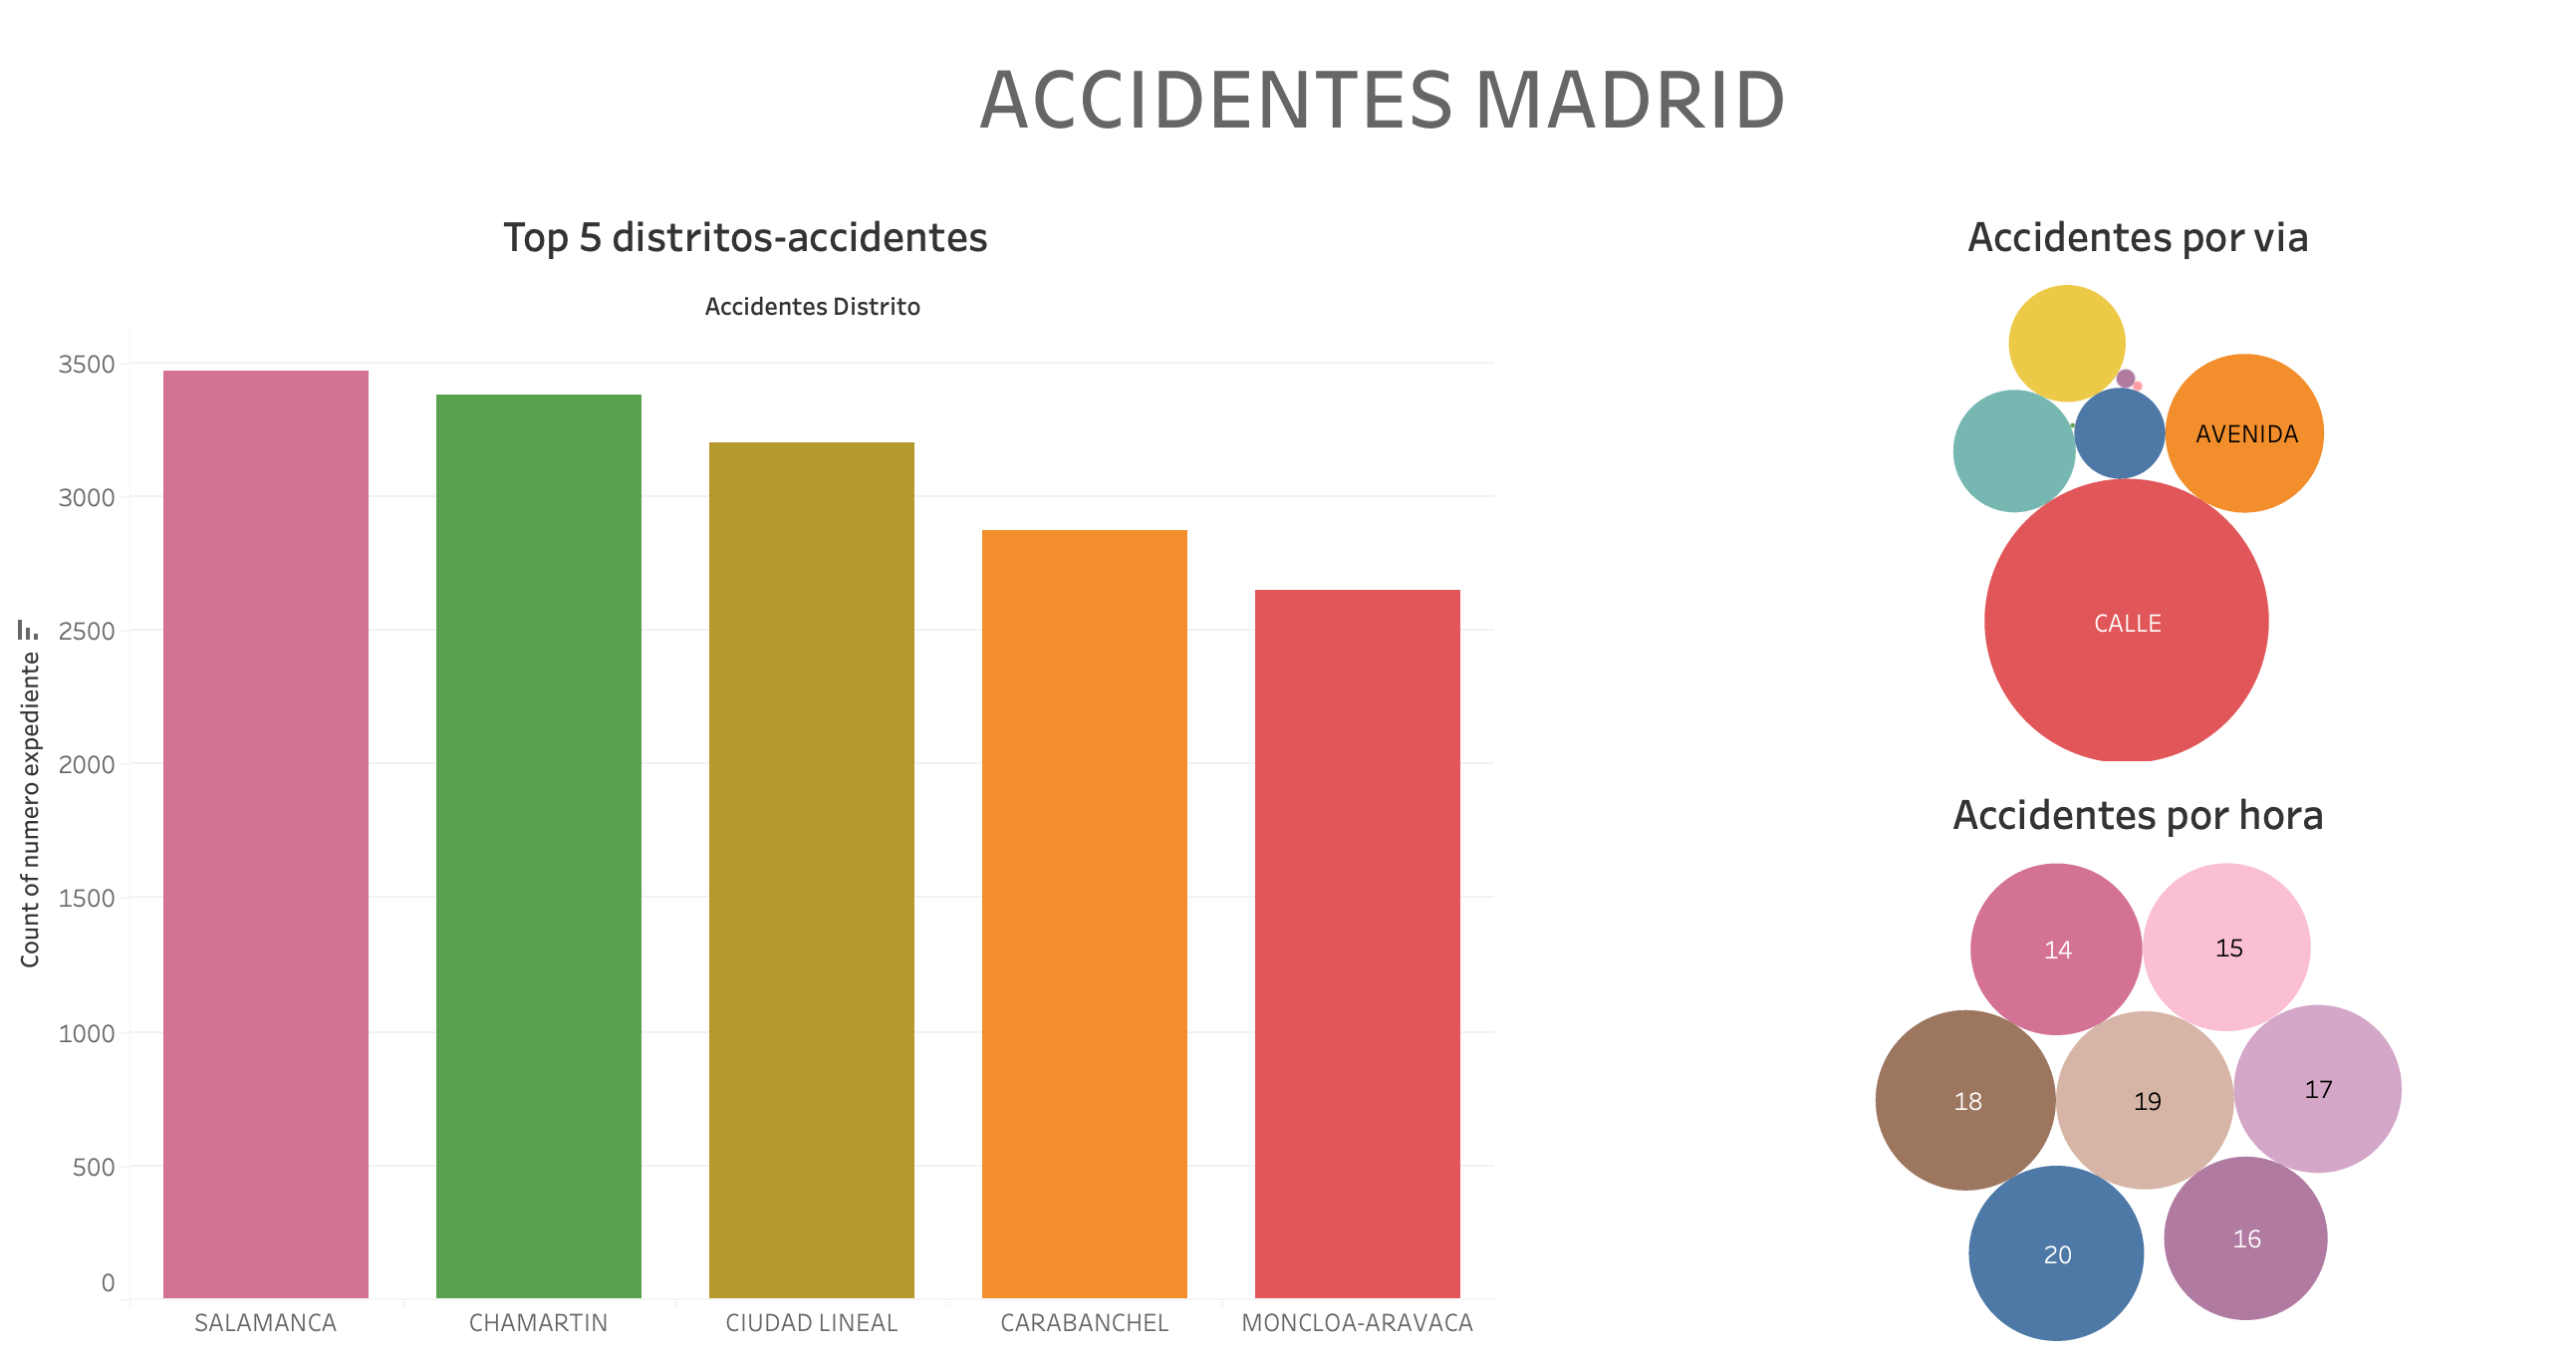 ACCIDENTES MADRID
Top 5 distritos-accidentes
Accidentes Distrito
3500
3000
2500
2000
1500
1000
500
0
Count of numero expediente
SALAMANCA
CHAMARTIN
CIUDAD LINEAL
CARABANCHEL
MONCLOA-ARAVACA
Accidentes por via
AVENIDA
CALLE
Accidentes por hora
14
15
18
19
17
20
16